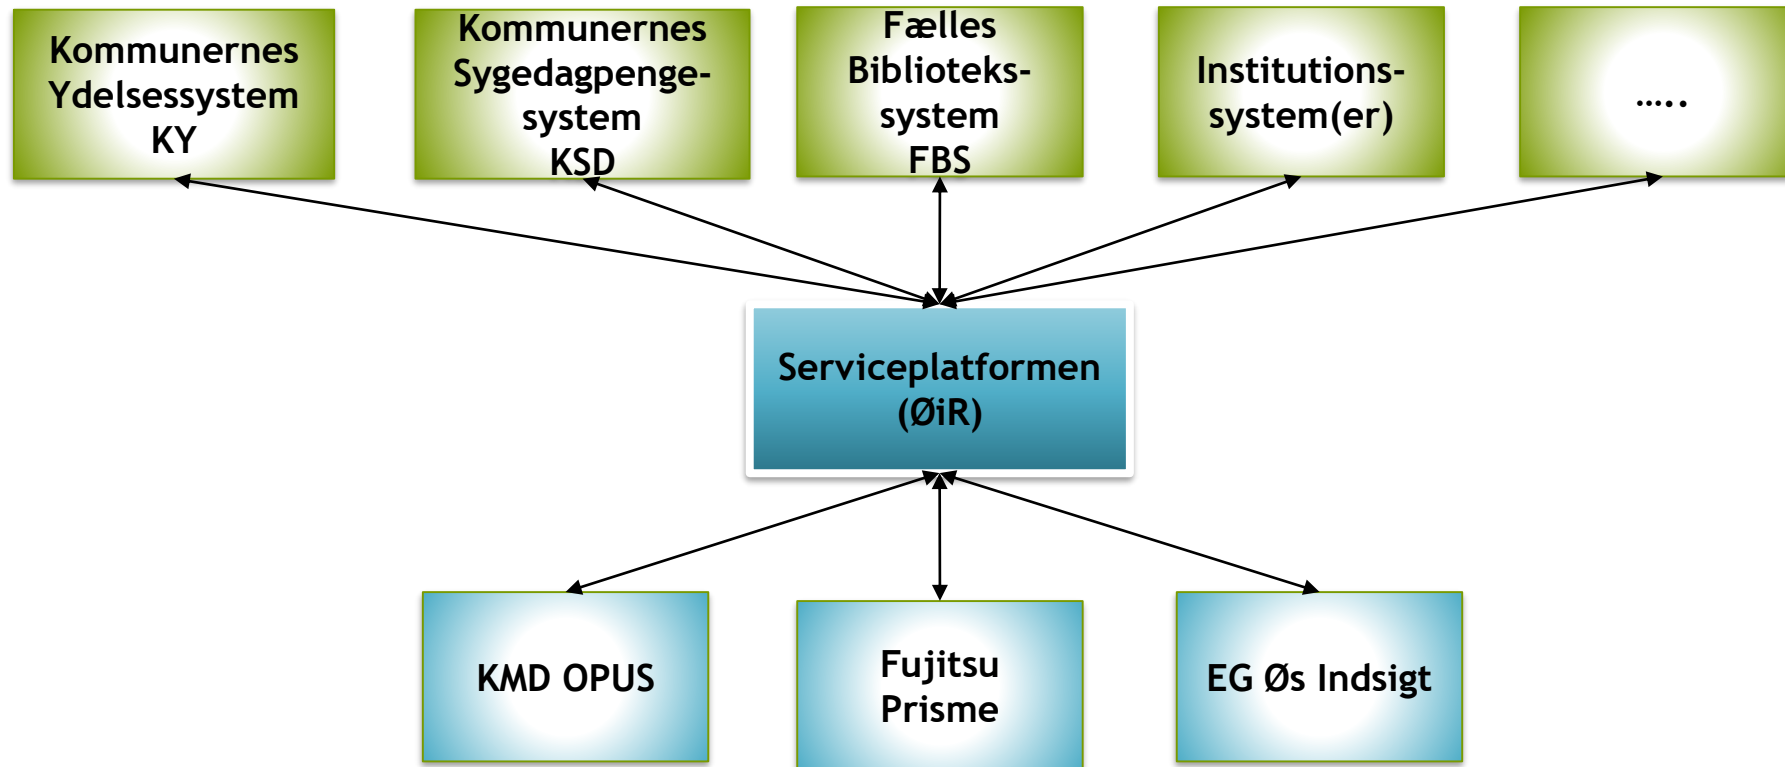 Kommunernes
Ydelsessystem
KY
Kommunernes
Sygedagpenge-
system
KSD
Fælles
Biblioteks-
system
FBS
Institutions-
system(er)
…..
Serviceplatformen
(ØiR)
KMD OPUS
Fujitsu
Prisme
EG Øs Indsigt